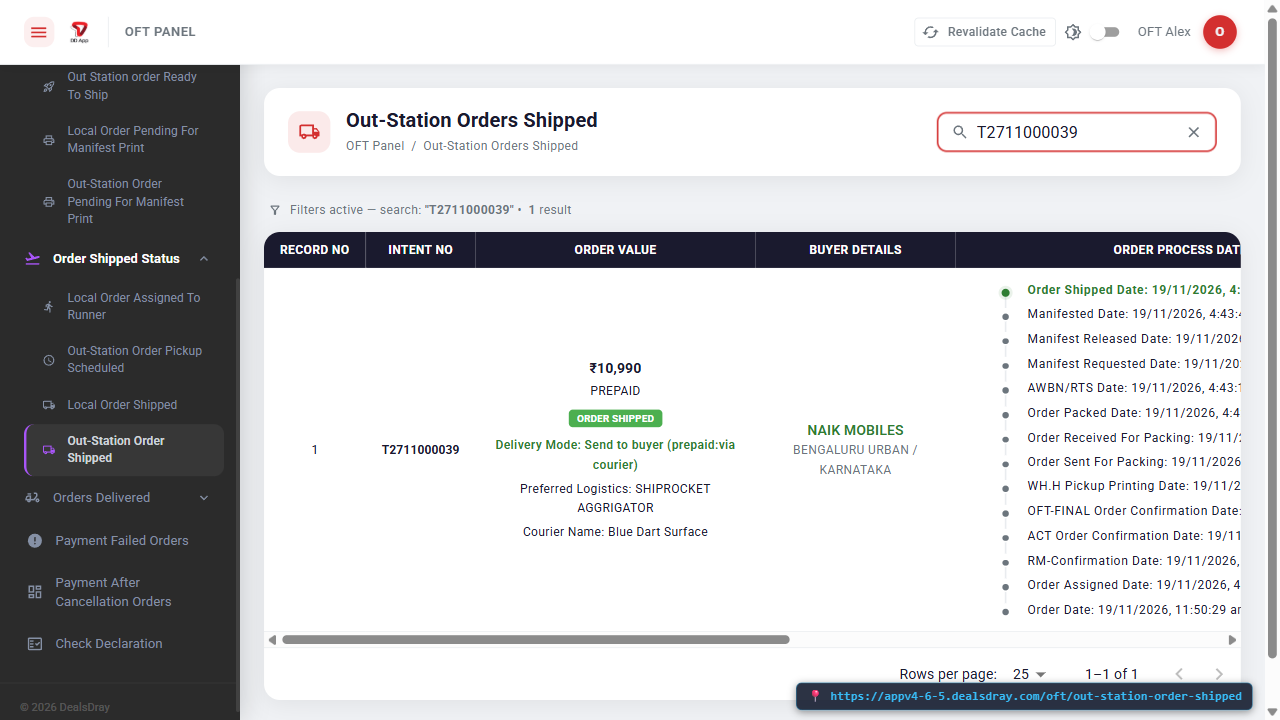 DD App
OFT PANEL
Revalidate Cache
OFT Alex
O
Out Station order Ready
To Ship
Local Order Pending For
Manifest Print
Out-Station Order
Pending For Manifest
Print
Order Shipped Status
Local Order Assigned To
Runner
Out-Station Order Pickup
Scheduled
Local Order Shipped
Out-Station Order
Shipped
Orders Delivered
Payment Failed Orders
Payment After
Cancellation Orders
Check Declaration
© 2026 DealsDray
Out-Station Orders Shipped
OFT Panel / Out-Station Orders Shipped
T2711000039
Filters active — search: "T2711000039" • 1 result
RECORD NO INTENT NO ORDER VALUE BUYER DETAILS ORDER PROCESS DAT
1
T2711000039
₹10,990
PREPAID
ORDER SHIPPED
Delivery Mode: Send to buyer (prepaid:via
courier)
Preferred Logistics: SHIPROCKET
AGGRIGATOR
Courier Name: Blue Dart Surface
NAIK MOBILES
BENGALURU URBAN /
KARNATAKA
Order Shipped Date: 19/11/2026, 4:
Manifested Date: 19/11/2026, 4:43:4
Manifest Released Date: 19/11/2026
Manifest Requested Date: 19/11/20
AWBN/RTS Date: 19/11/2026, 4:43:1
Order Packed Date: 19/11/2026, 4:4
Order Received For Packing: 19/11/2
Order Sent For Packing: 19/11/2026
WH.H Pickup Printing Date: 19/11/2
OFT-FINAL Order Confirmation Date:
ACT Order Confirmation Date: 19/11
RM-Confirmation Date: 19/11/2026,
Order Assigned Date: 19/11/2026, 4
Order Date: 19/11/2026, 11:50:29 a
Rows per page: 25 1–1 of 1
https://appv4-6-5.dealsdray.com/oft/out-station-order-shipped